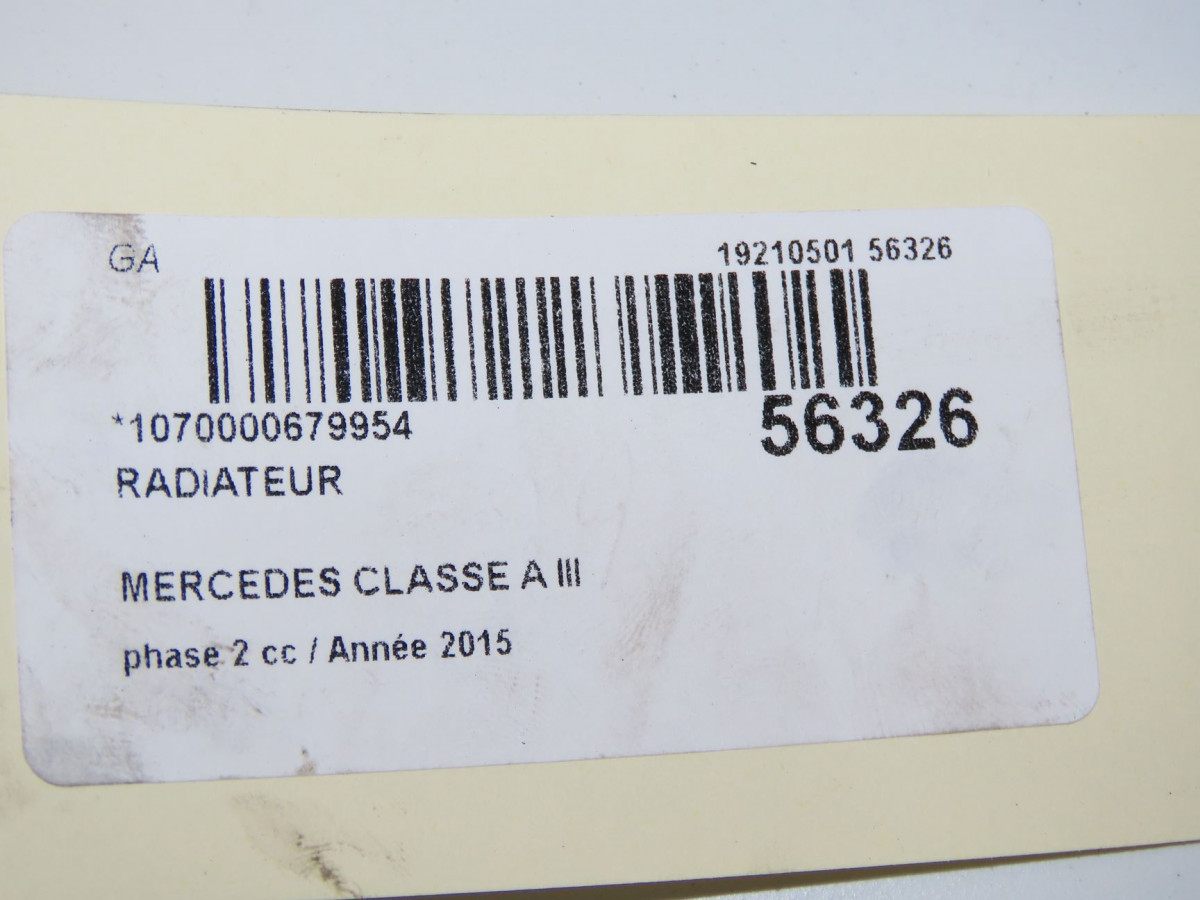 GA 19210501 56326
*1070000679954 56326
RADIATEUR
MERCEDES CLASSE A III
phase 2 cc / Année 2015